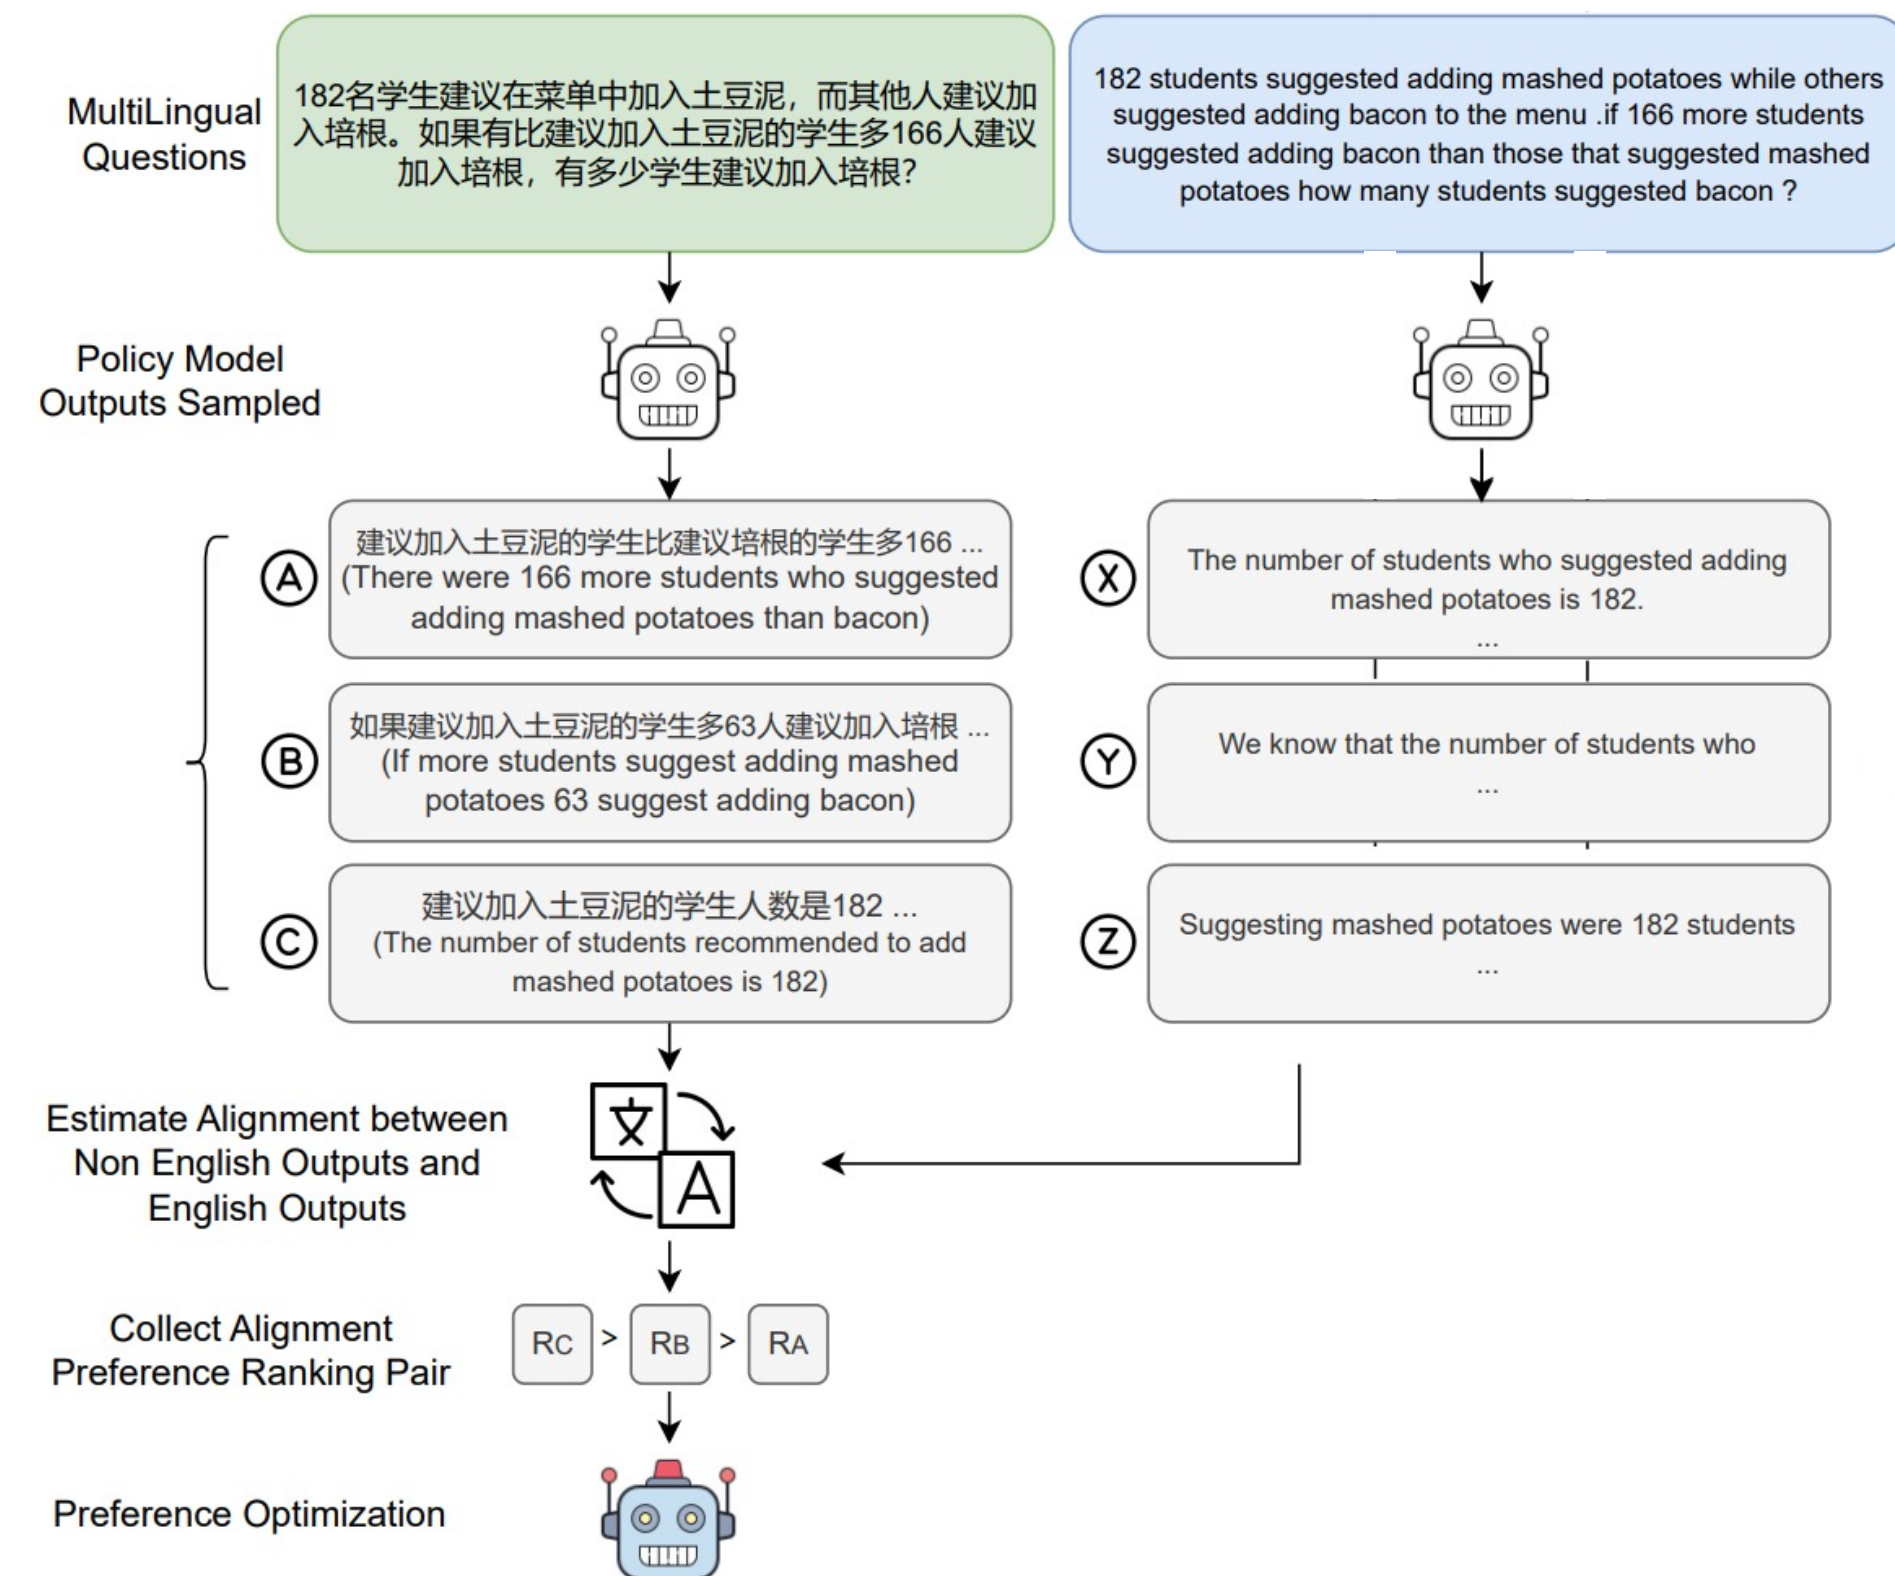 MultiLingual
Questions
182名学生建议在菜单中加入土豆泥，而其他人建议加
入培根。如果有比建议加入土豆泥的学生多166人建议
加入培根，有多少学生建议加入培根？
182 students suggested adding mashed potatoes while others
suggested adding bacon to the menu .if 166 more students
suggested adding bacon than those that suggested mashed
potatoes how many students suggested bacon ?
Policy Model
Outputs Sampled
A
建议加入土豆泥的学生比建议培根的学生多166 ...
(There were 166 more students who suggested
adding mashed potatoes than bacon)
X
The number of students who suggested adding
mashed potatoes is 182.
...
B
如果建议加入土豆泥的学生多63人建议加入培根 ...
(If more students suggest adding mashed
potatoes 63 suggest adding bacon)
Y
We know that the number of students who
...
C
建议加入土豆泥的学生人数是182 ...
(The number of students recommended to add
mashed potatoes is 182)
Z
Suggesting mashed potatoes were 182 students
...
Estimate Alignment between
Non English Outputs and
English Outputs
文
A
Collect Alignment
Preference Ranking Pair
RC > RB > RA
Preference Optimization